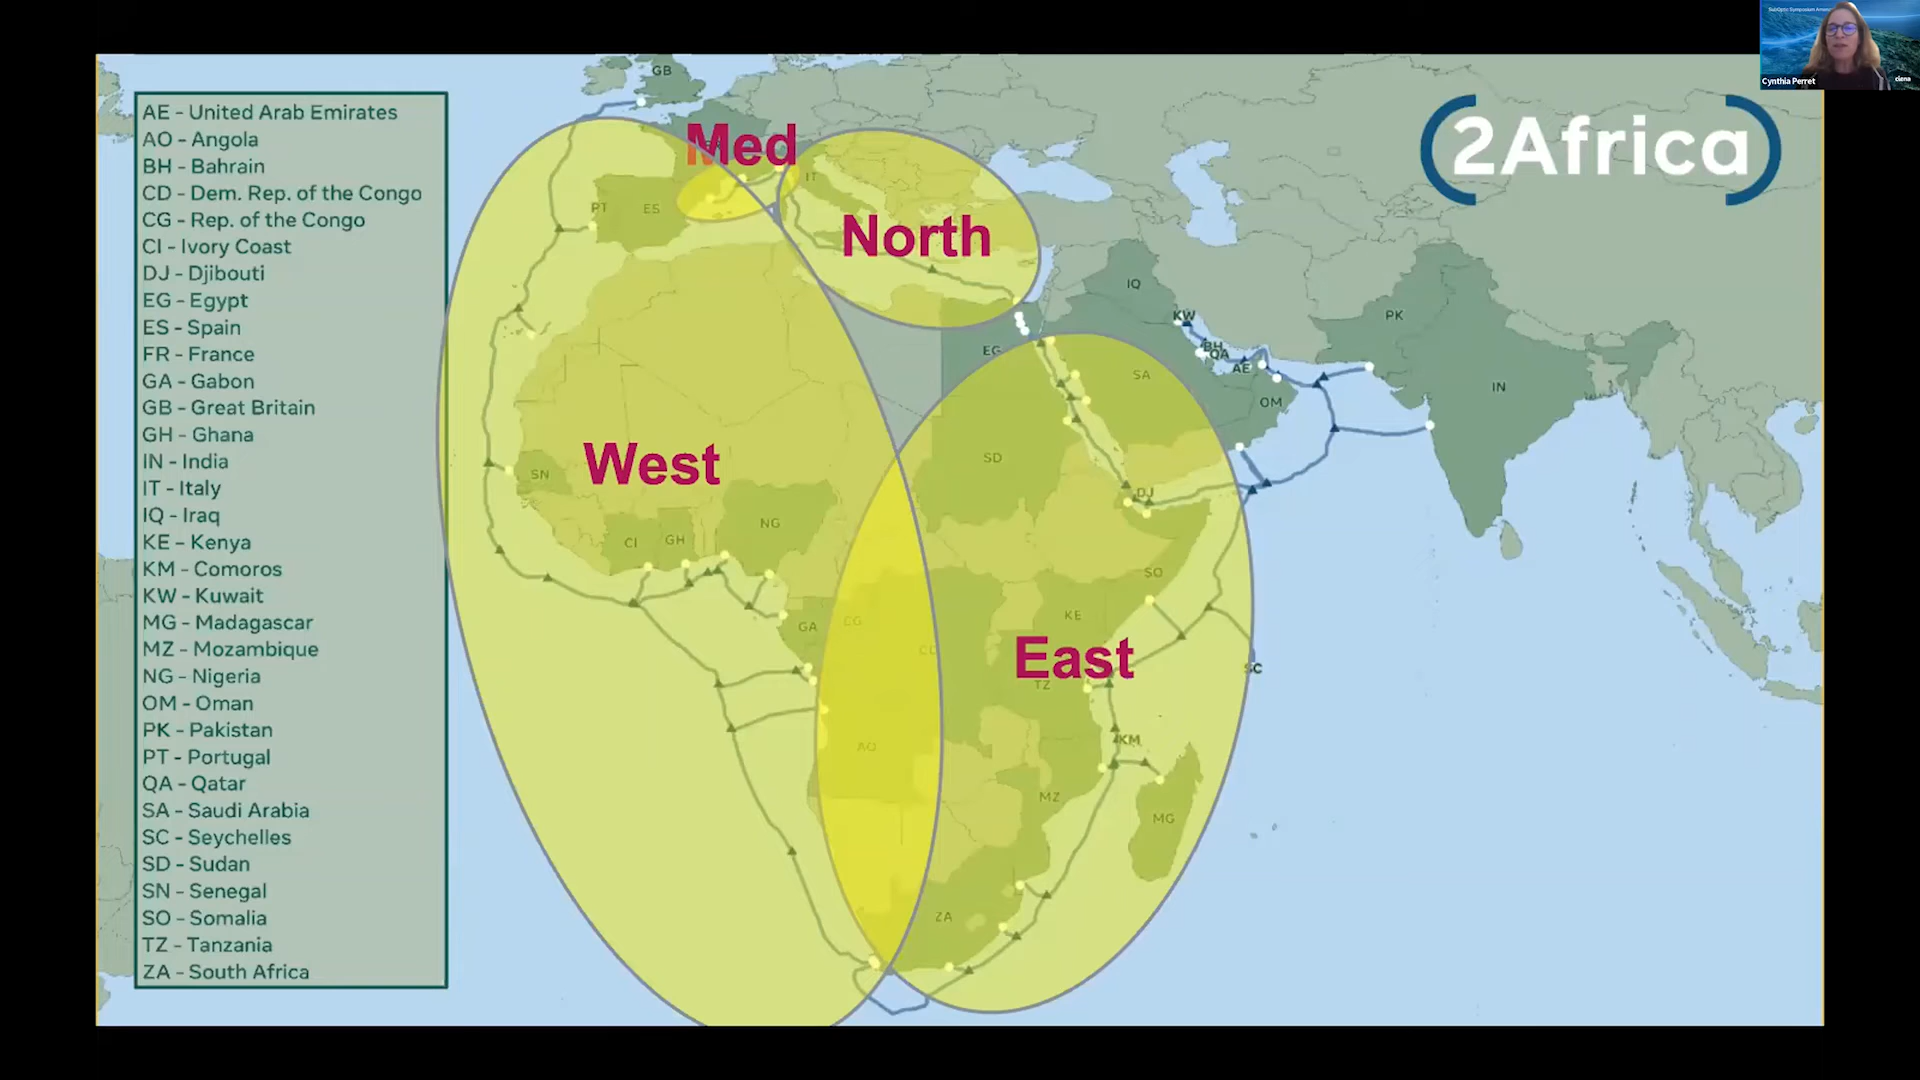 SubOptic Symposium Americ
Cynthia Perret
ciena
2Africa
AE - United Arab Emirates
AO - Angola
BH - Bahrain
CD - Dem. Rep. of the Congo
CG - Rep. of the Congo
CI - Ivory Coast
DJ - Djibouti
EG - Egypt
ES - Spain
FR - France
GA - Gabon
GB - Great Britain
GH - Ghana
IN - India
IT - Italy
IQ - Iraq
KE - Kenya
KM - Comoros
KW - Kuwait
MG - Madagascar
MZ - Mozambique
NG - Nigeria
OM - Oman
PK - Pakistan
PT - Portugal
QA - Qatar
SA - Saudi Arabia
SC - Seychelles
SD - Sudan
SN - Senegal
SO - Somalia
TZ - Tanzania
ZA - South Africa
GB
Med
IT
PT
ES
North
IQ
KW
PK
BH
QA
EG
AE
SA
IN
OM
West
SD
SN
DJ
NG
CI
GH
SO
KE
CG
GA
CD
East
SC
TZ
KM
AO
MZ
MG
ZA